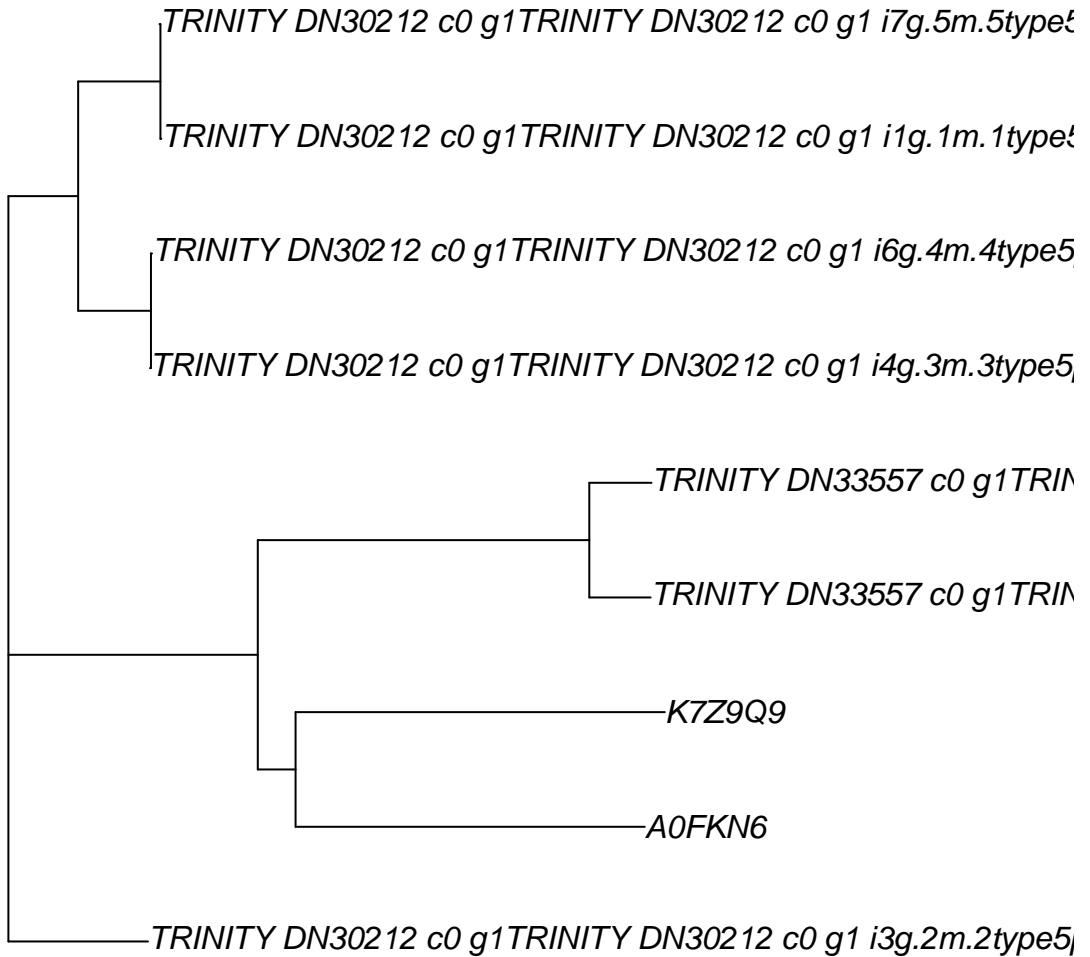 TRINITY DN30212 c0 g1TRINITY DN30212 c0 g1 i7g.5m.5type5
TRINITY DN30212 c0 g1TRINITY DN30212 c0 g1 i1g.1m.1type5
TRINITY DN30212 c0 g1TRINITY DN30212 c0 g1 i6g.4m.4type5
TRINITY DN30212 c0 g1TRINITY DN30212 c0 g1 i4g.3m.3type5
TRINITY DN33557 c0 g1TRIN
TRINITY DN33557 c0 g1TRIN
K7Z9Q9
A0FKN6
TRINITY DN30212 c0 g1TRINITY DN30212 c0 g1 i3g.2m.2type5